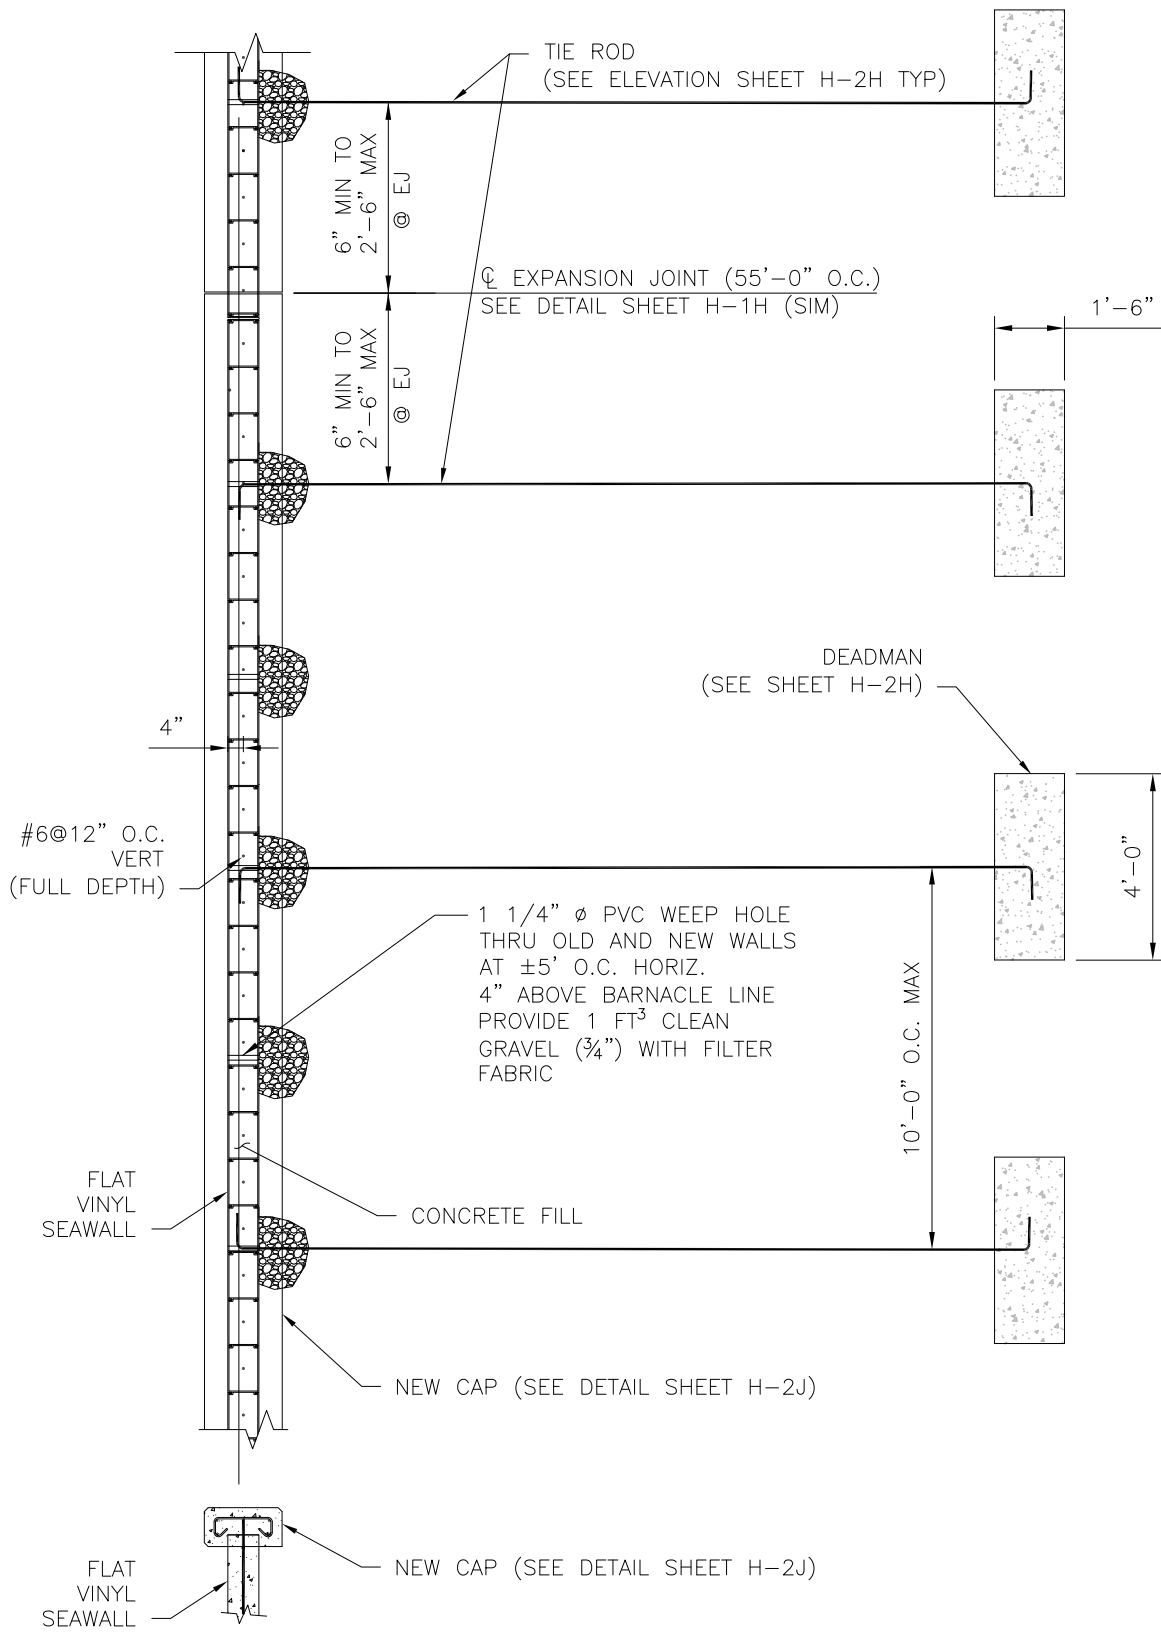 TIE ROD
(SEE ELEVATION SHEET H-2H TYP)
6" MIN TO
2'-6" MAX
@ EJ
℄ EXPANSION JOINT (55'-0" O.C.)
SEE DETAIL SHEET H-1H (SIM)
1'-6"
6" MIN TO
2'-6" MAX
@ EJ
DEADMAN
(SEE SHEET H-2H)
4"
#6@12" O.C.
VERT
(FULL DEPTH)
4'-0"
1 1/4" ø PVC WEEP HOLE
THRU OLD AND NEW WALLS
AT ±5' O.C. HORIZ.
4" ABOVE BARNACLE LINE
PROVIDE 1 FT³ CLEAN
GRAVEL (¾") WITH FILTER
FABRIC
10'-0" O.C. MAX
FLAT
VINYL
SEAWALL
CONCRETE FILL
NEW CAP (SEE DETAIL SHEET H-2J)
NEW CAP (SEE DETAIL SHEET H-2J)
FLAT
VINYL
SEAWALL